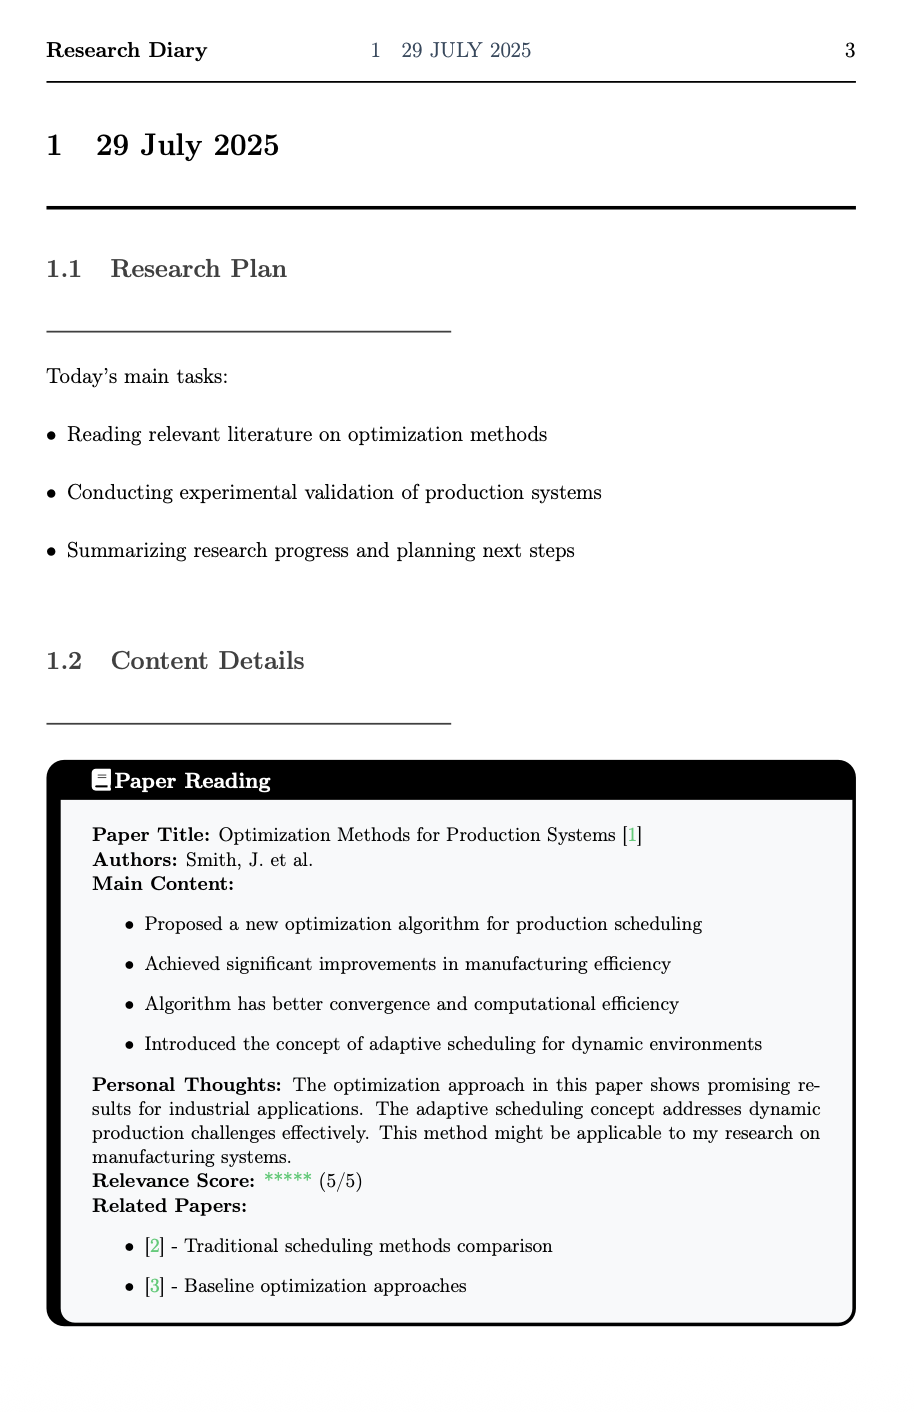 Research Diary 1 29 JULY 2025 3
1 29 July 2025
1.1 Research Plan
Today's main tasks:
• Reading relevant literature on optimization methods
• Conducting experimental validation of production systems
• Summarizing research progress and planning next steps
1.2 Content Details
Paper Reading
Paper Title: Optimization Methods for Production Systems [1]
Authors: Smith, J. et al.
Main Content:
• Proposed a new optimization algorithm for production scheduling
• Achieved significant improvements in manufacturing efficiency
• Algorithm has better convergence and computational efficiency
• Introduced the concept of adaptive scheduling for dynamic environments
Personal Thoughts: The optimization approach in this paper shows promising re-
sults for industrial applications. The adaptive scheduling concept addresses dynamic
production challenges effectively. This method might be applicable to my research on
manufacturing systems.
Relevance Score: ***** (5/5)
Related Papers:
• [2] - Traditional scheduling methods comparison
• [3] - Baseline optimization approaches